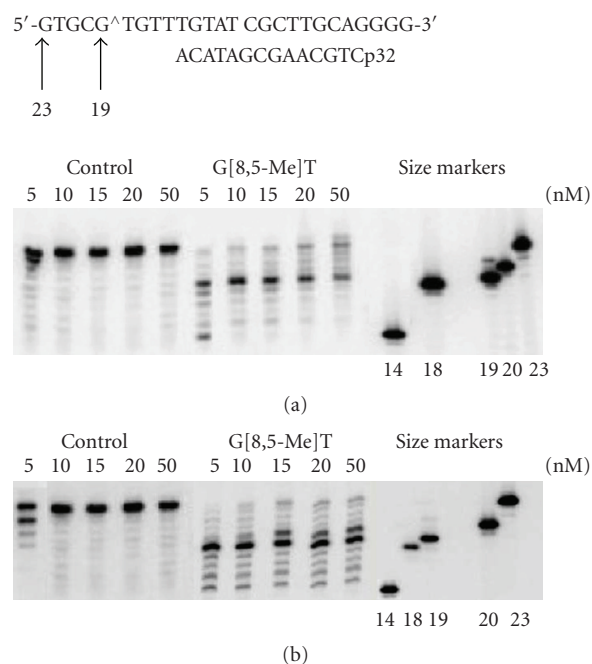 5′-GTGCG^TGTTTGTAT CGCTTGCAGGGG-3′
ACATAGCGAACGTCp32
23 19
Control G[8,5-Me]T Size markers
5 10 15 20 50 5 10 15 20 50 (nM)
14 18 19 20 23
(a)
Control G[8,5-Me]T Size markers
5 10 15 20 50 5 10 15 20 50 (nM)
14 18 19 20 23
(b)